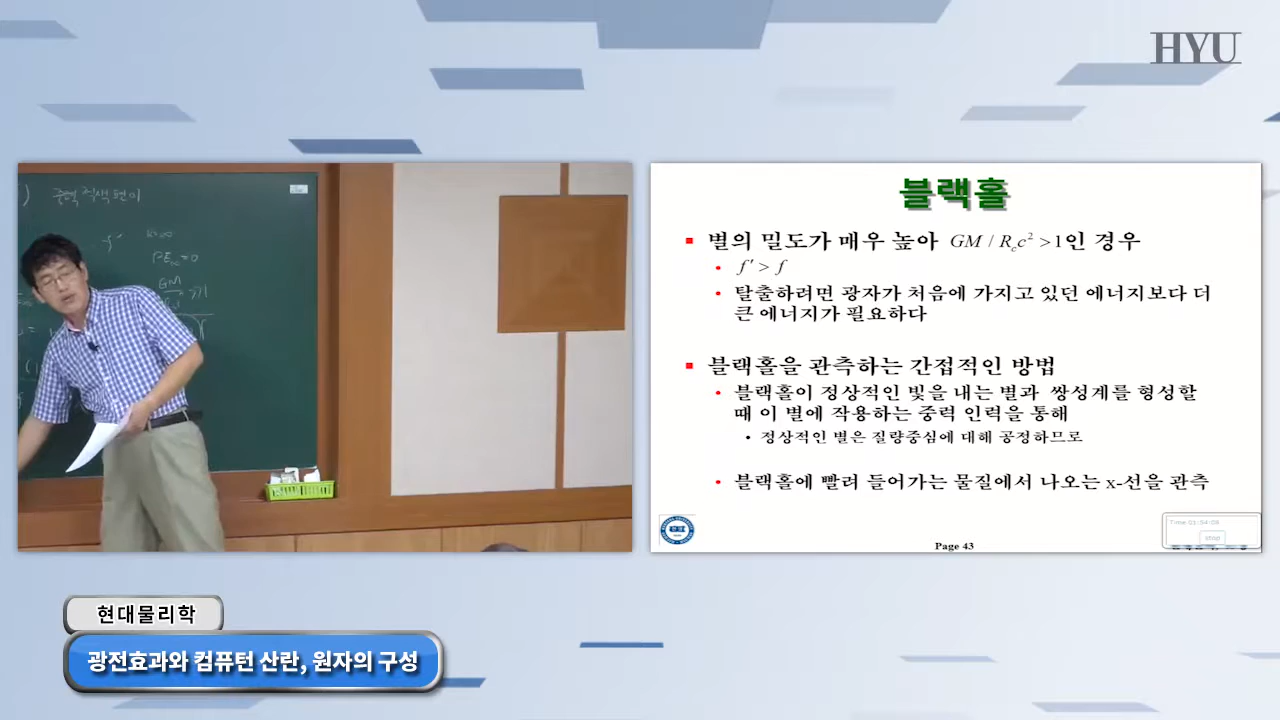 HYU
중력 적색 편이
블랙홀
별의 밀도가 매우 높아 GM / R_c c² > 1인 경우
f′ > f
탈출하려면 광자가 처음에 가지고 있던 에너지보다 더
큰 에너지가 필요하다
블랙홀을 관측하는 간접적인 방법
블랙홀이 정상적인 빛을 내는 별과 쌍성계를 형성할
때 이 별에 작용하는 중력 인력을 통해
정상적인 별은 질량중심에 대해 공정하므로
블랙홀에 빨려 들어가는 물질에서 나오는 x-선을 관측
Page 43
현대물리학
광전효과와 컴퓨턴 산란, 원자의 구성